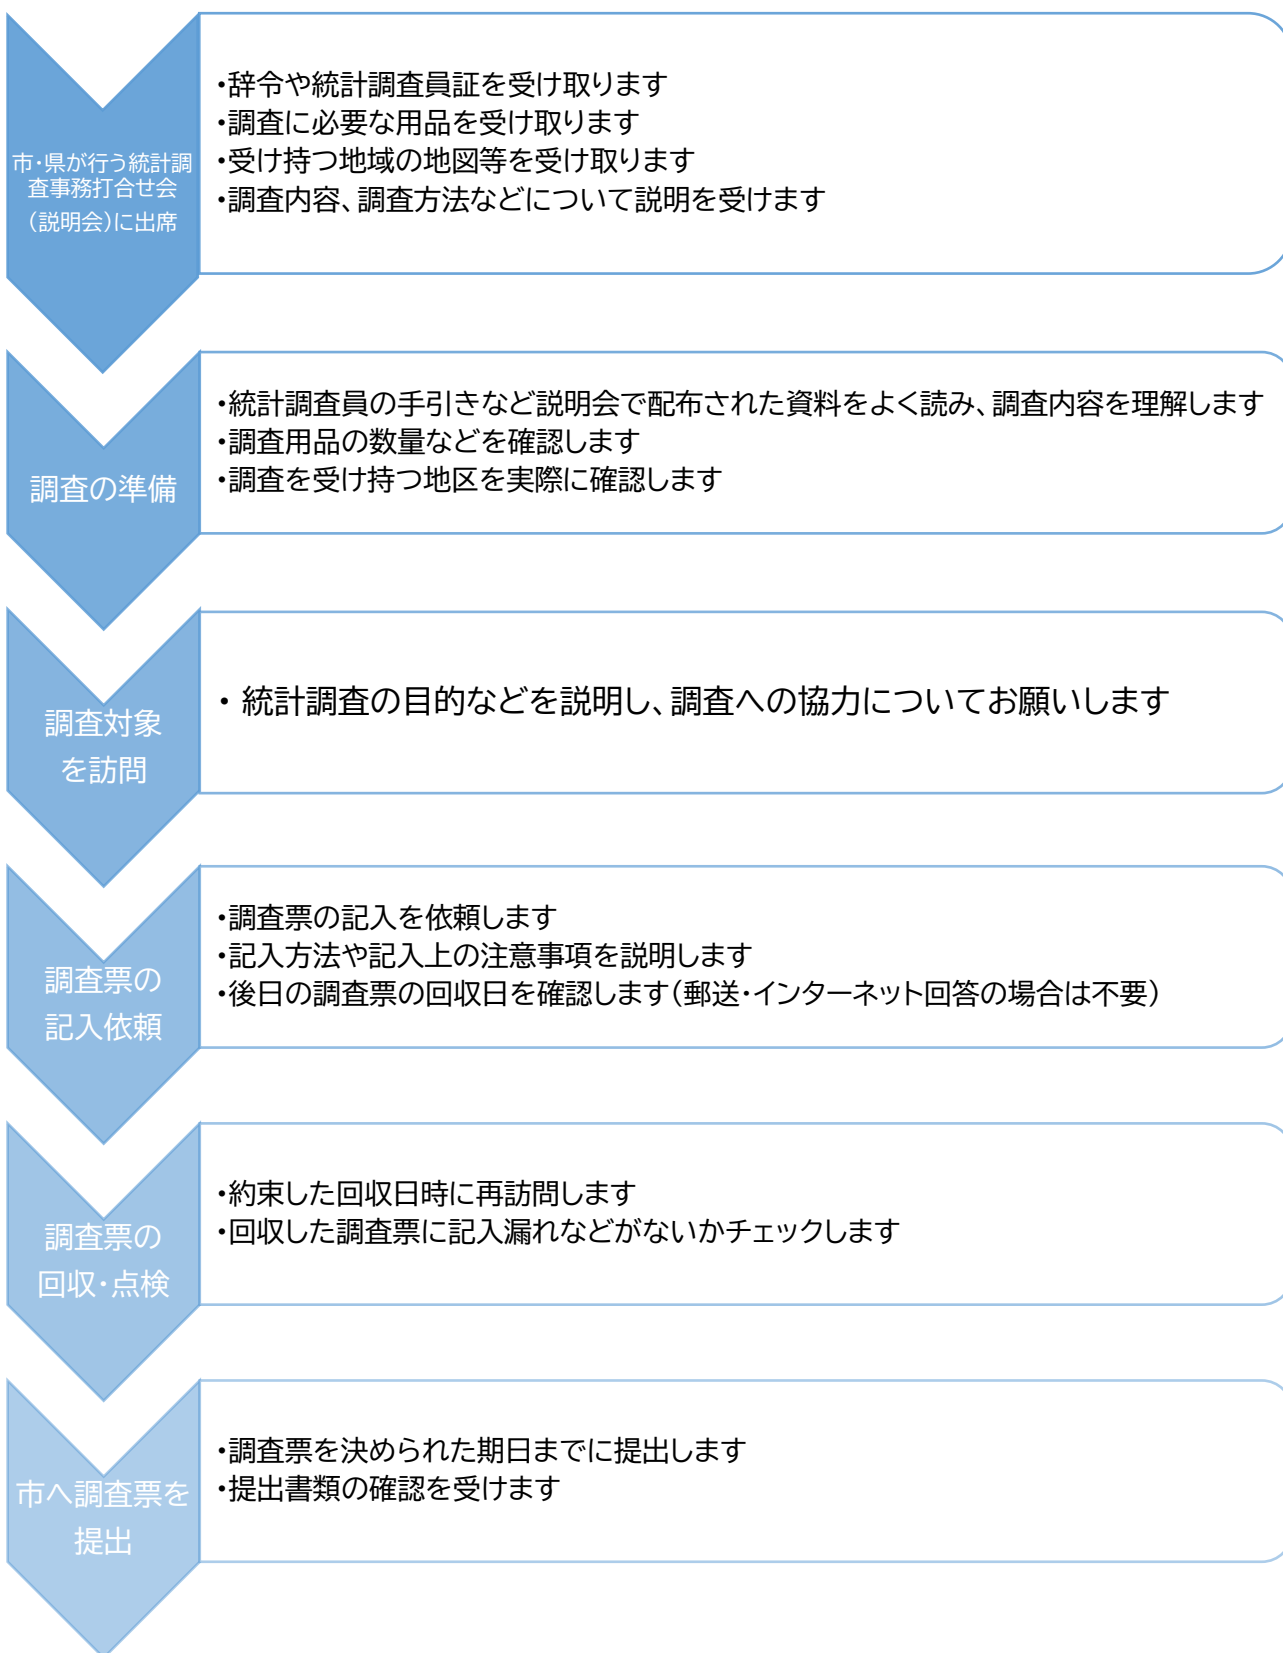 市・県が行う統計調
査事務打合せ会
（説明会）に出席
・辞令や統計調査員証を受け取ります
・調査に必要な用品を受け取ります
・受け持つ地域の地図等を受け取ります
・調査内容、調査方法などについて説明を受けます
調査の準備
・統計調査員の手引きなど説明会で配布された資料をよく読み、調査内容を理解します
・調査用品の数量などを確認します
・調査を受け持つ地区を実際に確認します
調査対象
を訪問
・ 統計調査の目的などを説明し、調査への協力についてお願いします
調査票の
記入依頼
・調査票の記入を依頼します
・記入方法や記入上の注意事項を説明します
・後日の調査票の回収日を確認します（郵送・インターネット回答の場合は不要）
調査票の
回収・点検
・約束した回収日時に再訪問します
・回収した調査票に記入漏れなどがないかチェックします
市へ調査票を
提出
・調査票を決められた期日までに提出します
・提出書類の確認を受けます